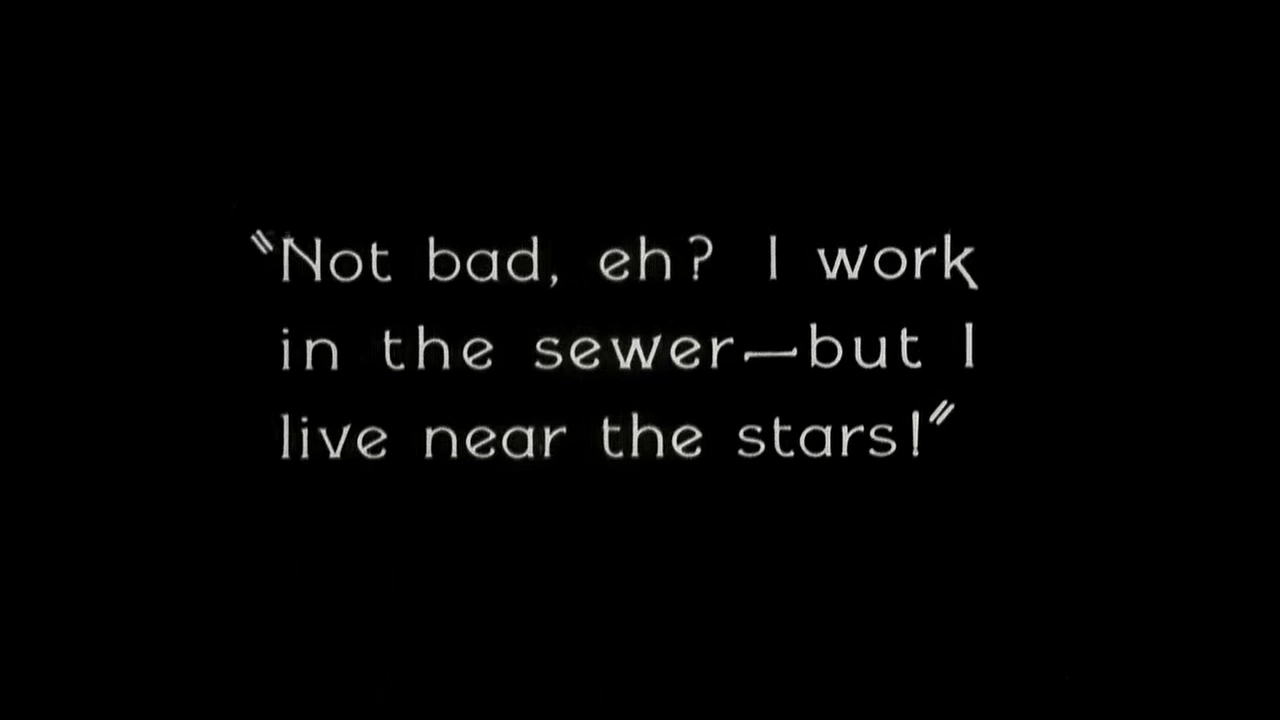 "Not bad, eh? I work
in the sewer—but I
live near the stars!"